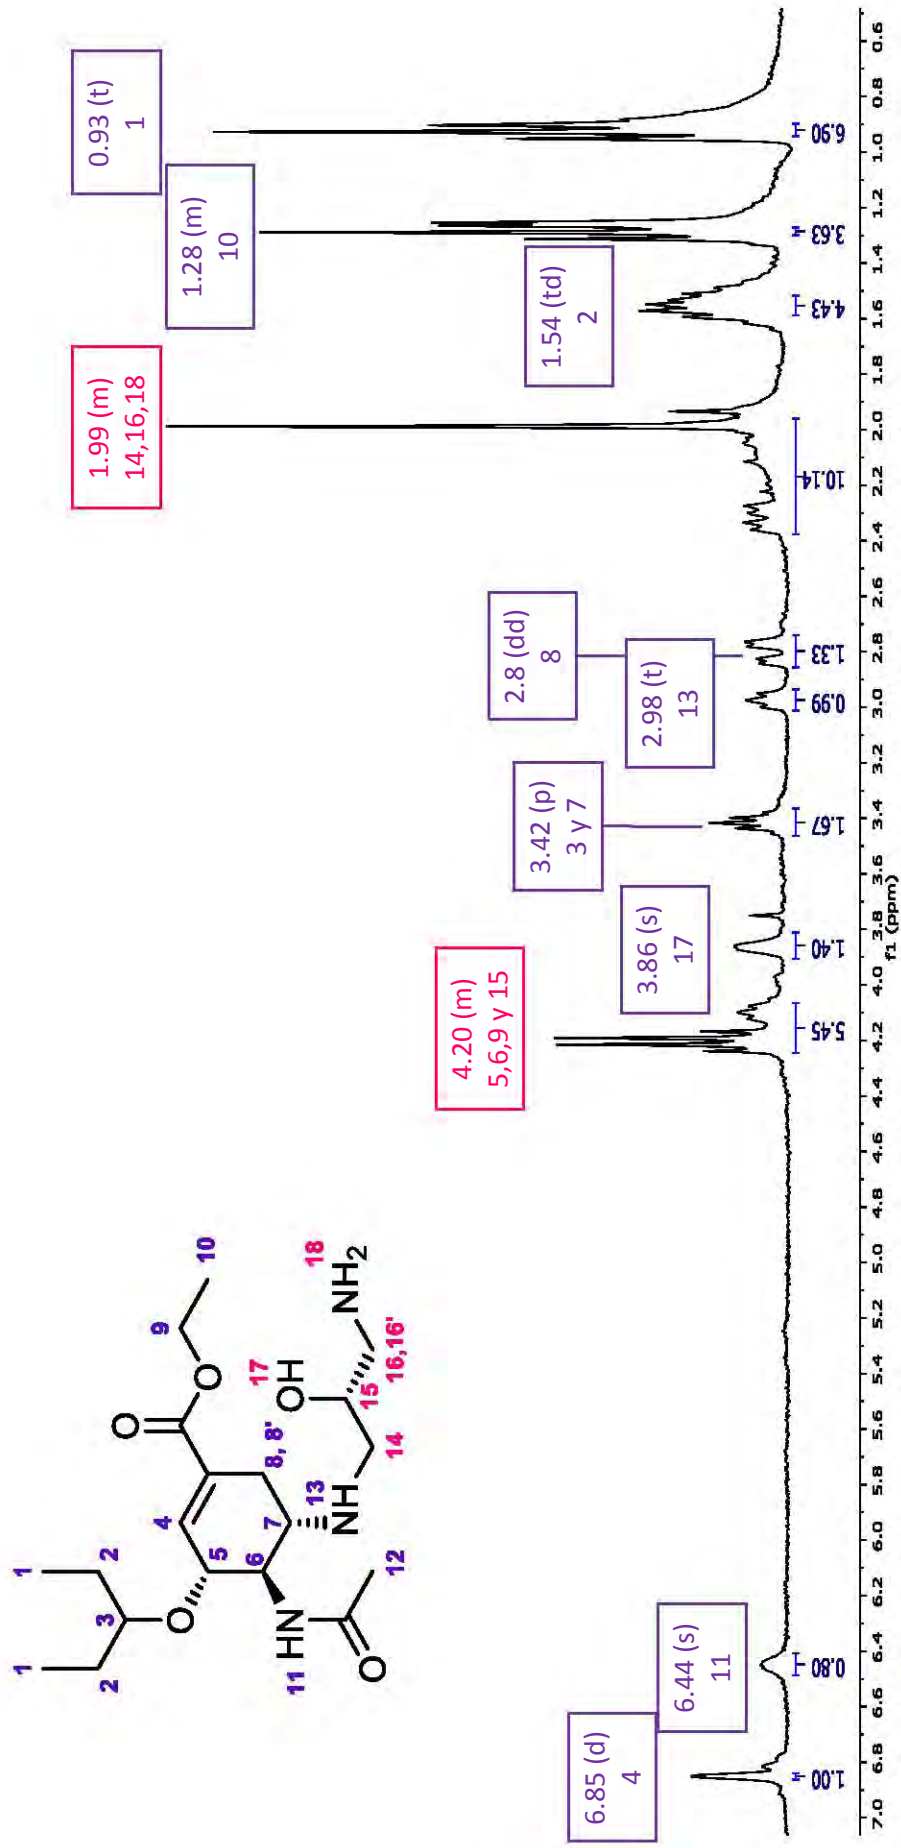 0.93 (t)
1
1.28 (m)
10
1.54 (td)
2
1.99 (m)
14,16,18
2.8 (dd)
8
2.98 (t)
13
3.42 (p)
3 y 7
3.86 (s)
17
4.20 (m)
5,6,9 y 15
6.44 (s)
11
6.85 (d)
4
1
2
1
2
3
O
4
5
6
7
8, 8'
O
O
9
10
11
HN
O
12
13
NH
14
15
16,16'
17
OH
18
NH2
1.00
0.80
5.45
1.40
1.67
0.99
1.33
10.14
4.43
3.63
6.90
7.0 6.8 6.6 6.4 6.2 6.0 5.8 5.6 5.4 5.2 5.0 4.8 4.6 4.4 4.2 4.0 3.8 3.6 3.4 3.2 3.0 2.8 2.6 2.4 2.2 2.0 1.8 1.6 1.4 1.2 1.0 0.8 0.6
f1 (ppm)